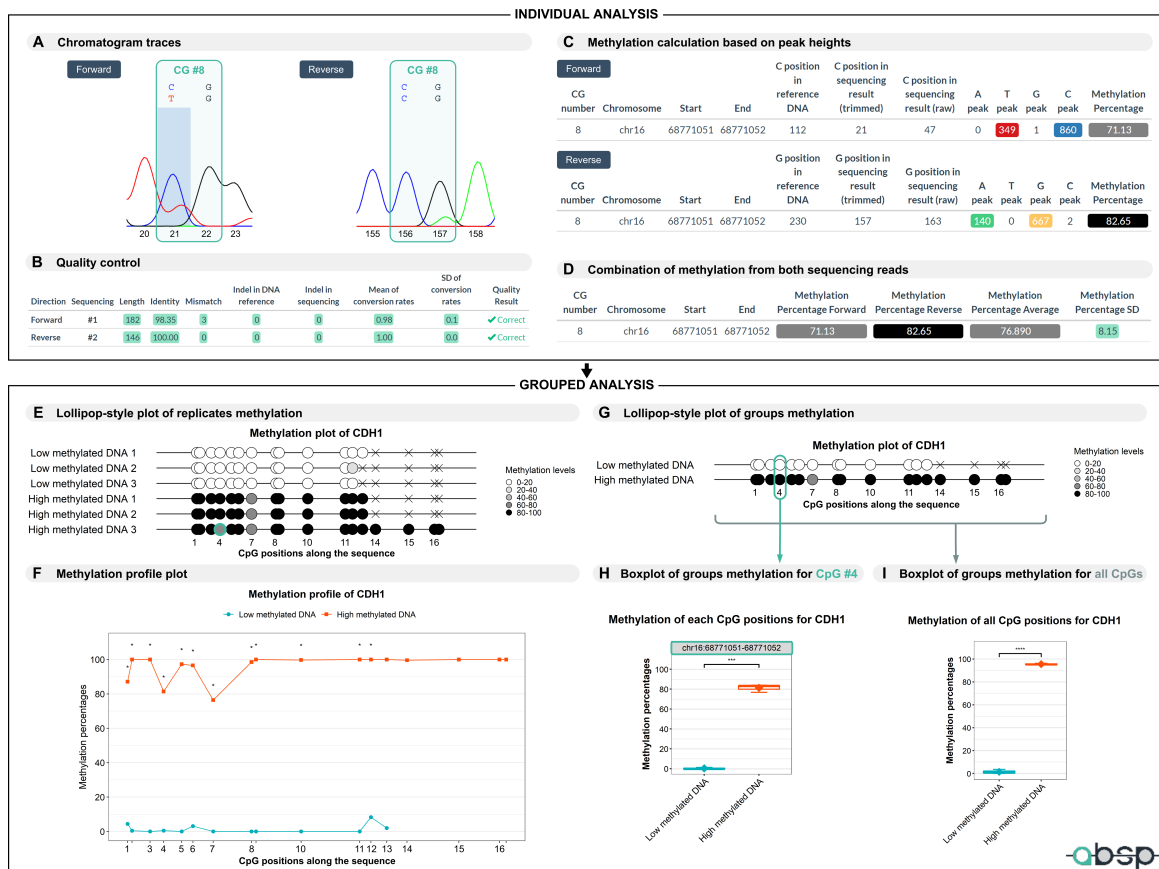 INDIVIDUAL ANALYSIS
A Chromatogram traces
Forward
CG #8
C G
T G
20 21 22 23
Reverse
CG #8
C G
C G
155 156 157 158
B Quality control
Direction Sequencing Length Identity Mismatch Indel in DNA reference Indel in sequencing Mean of conversion rates SD of conversion rates Quality Result
Forward #1 182 98.35 3 0 0 0.98 0.1 ✔Correct
Reverse #2 146 100.00 0 0 0 1.00 0.0 ✔Correct
C Methylation calculation based on peak heights
Forward
CG number Chromosome Start End C position in reference DNA C position in sequencing result (trimmed) C position in sequencing result (raw) A peak T peak G peak C peak Methylation Percentage
8 chr16 68771051 68771052 112 21 47 0 349 1 860 71.13
Reverse
CG number Chromosome Start End G position in reference DNA G position in sequencing result (trimmed) G position in sequencing result (raw) A peak T peak G peak C peak Methylation Percentage
8 chr16 68771051 68771052 230 157 163 140 0 667 2 82.65
D Combination of methylation from both sequencing reads
CG number Chromosome Start End Methylation Percentage Forward Methylation Percentage Reverse Methylation Percentage Average Methylation Percentage SD
8 chr16 68771051 68771052 71.13 82.65 76.890 8.15
GROUPED ANALYSIS
E Lollipop-style plot of replicates methylation
Methylation plot of CDH1
Low methylated DNA 1
Low methylated DNA 2
Low methylated DNA 3
High methylated DNA 1
High methylated DNA 2
High methylated DNA 3
1 4 7 8 10 11 14 15 16
CpG positions along the sequence
Methylation levels
0-20
20-40
40-60
60-80
80-100
F Methylation profile plot
Methylation profile of CDH1
Low methylated DNA High methylated DNA
Methylation percentages
100
80
60
40
20
0
* * * * * * * * * * * *
1 3 4 5 6 7 8 10 11 12 13 14 15 16
CpG positions along the sequence
G Lollipop-style plot of groups methylation
Methylation plot of CDH1
Low methylated DNA
High methylated DNA
1 4 7 8 10 11 14 15 16
CpG positions along the sequence
Methylation levels
0-20
20-40
40-60
60-80
80-100
H Boxplot of groups methylation for CpG #4
Methylation of each CpG positions for CDH1
chr16:68771051-68771052
***
Methylation percentages
100
80
60
40
20
0
Low methylated DNA
High methylated DNA
I Boxplot of groups methylation for all CpGs
Methylation of all CpG positions for CDH1
****
Methylation percentages
100
80
60
40
20
0
Low methylated DNA
High methylated DNA
absp